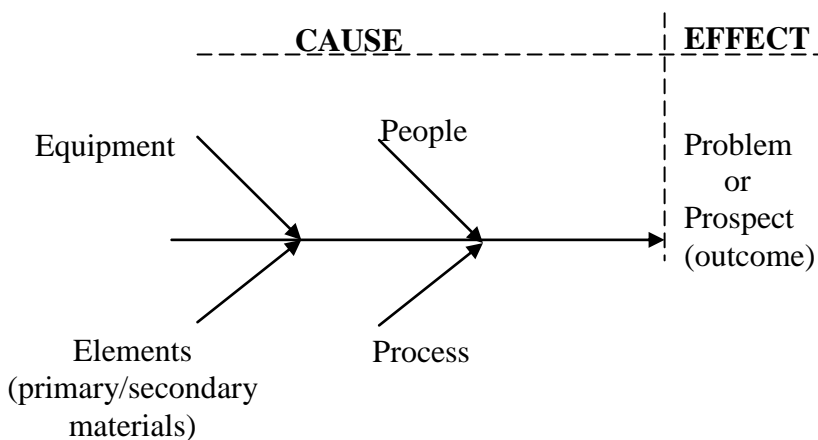 CAUSE
EFFECT
Equipment
People
Problem
or
Prospect
(outcome)
Elements
(primary/secondary
materials)
Process